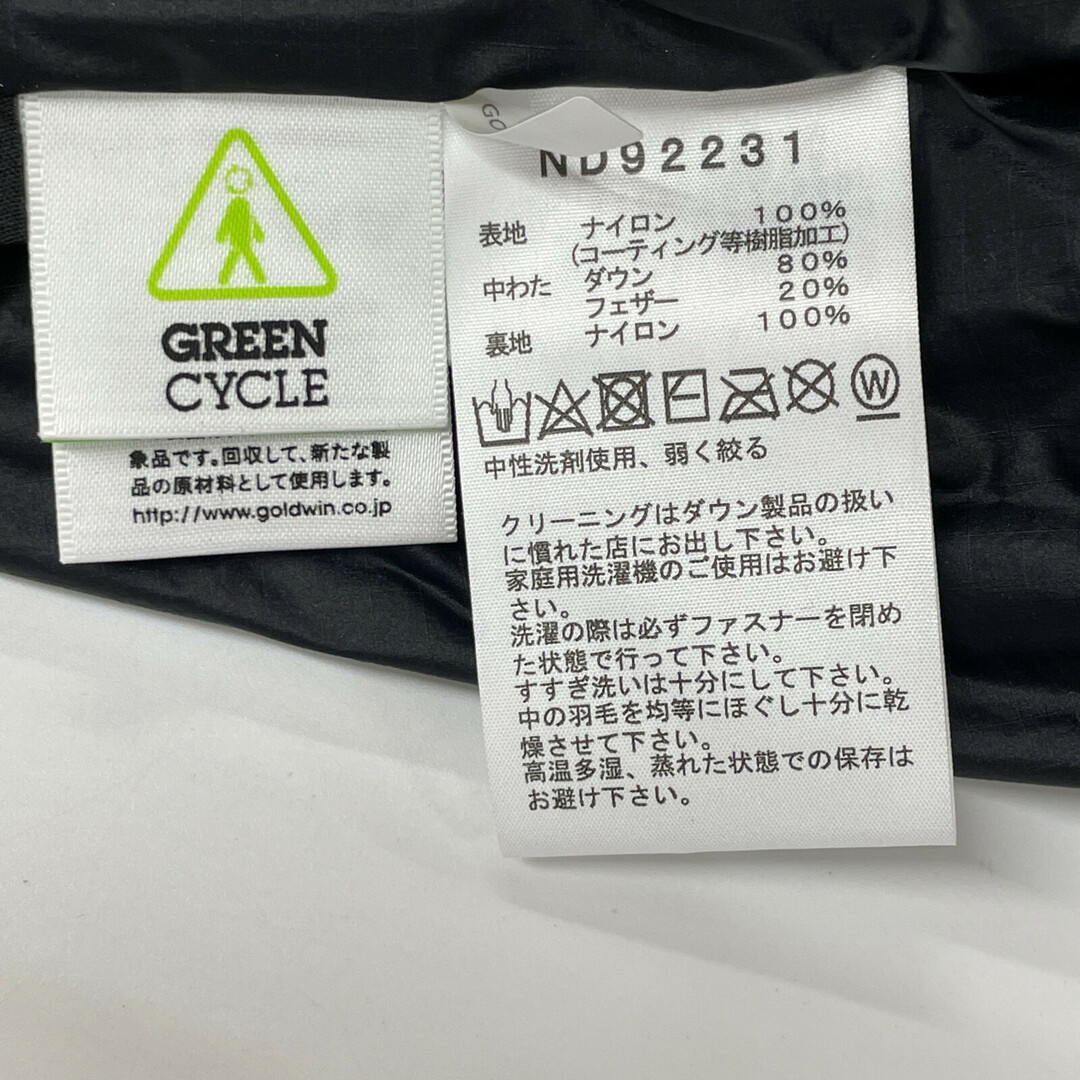 GREEN
CYCLE
象品です。回収して、新たな製
品の原材料として使用します。
http://www.goldwin.co.jp
GO
ND92231
表地 ナイロン 100%
(コーティング等樹脂加工)
中わた ダウン 80%
フェザー 20%
裏地 ナイロン 100%
W
中性洗剤使用、弱く絞る
クリーニングはダウン製品の扱い
に慣れた店にお出し下さい。
家庭用洗濯機のご使用はお避け下
さい。
洗濯の際は必ずファスナーを閉め
た状態で行って下さい。
すすぎ洗いは十分にして下さい。
中の羽毛を均等にほぐし十分に乾
燥させて下さい。
高温多湿、蒸れた状態での保存は
お避け下さい。